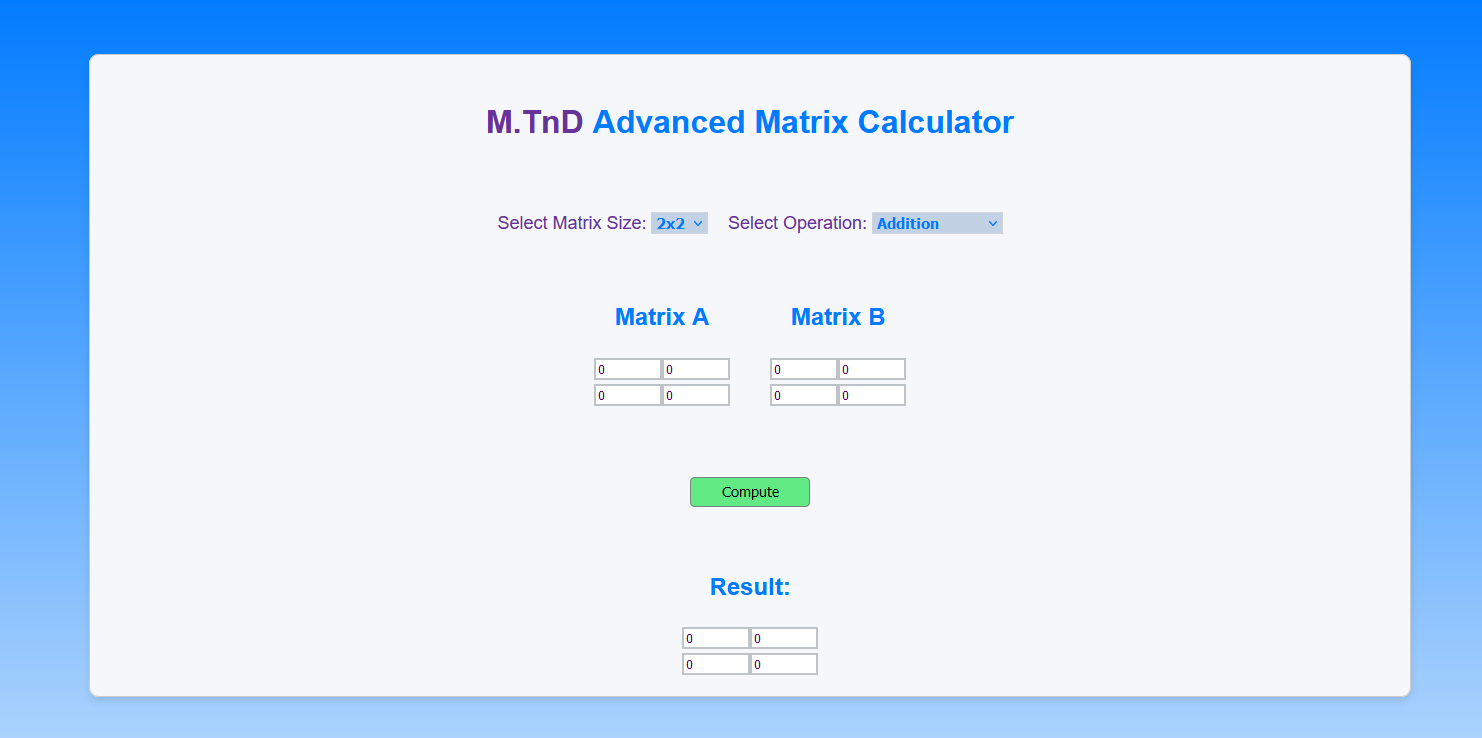 M.TnD Advanced Matrix Calculator
Select Matrix Size: 2x2 Select Operation: Addition
Matrix A Matrix B
0 0 0 0
0 0 0 0
Compute
Result:
0 0
0 0